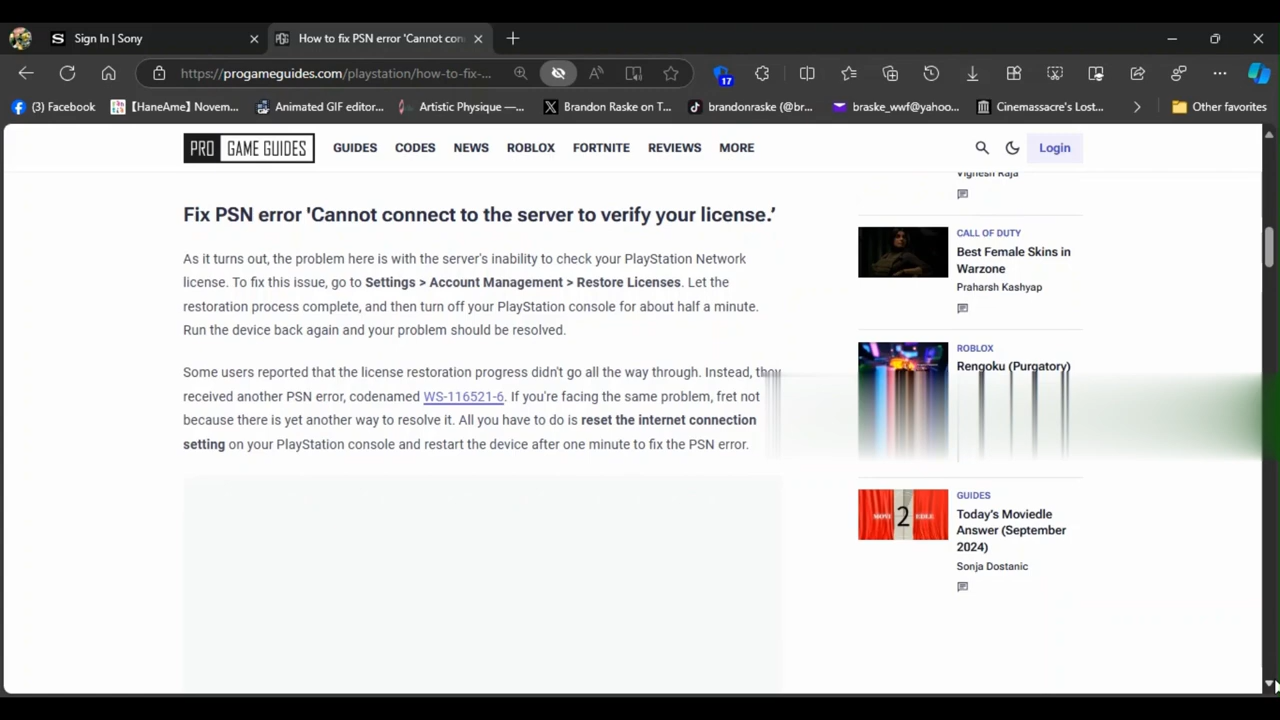 Sign In | Sony
How to fix PSN error 'Cannot con
https://progameguides.com/playstation/how-to-fix-...
17
(3) Facebook
[HaneAme] Novem...
Animated GIF editor...
Artistic Physique —...
Brandon Raske on T...
brandonraske (@br...
braske_wwf@yahoo...
Cinemassacre's Lost...
Other favorites
PRO GAME GUIDES
GUIDES
CODES
NEWS
ROBLOX
FORTNITE
REVIEWS
MORE
Login
Fix PSN error 'Cannot connect to the server to verify your license.’
As it turns out, the problem here is with the server's inability to check your PlayStation Network
license. To fix this issue, go to Settings > Account Management > Restore Licenses. Let the
restoration process complete, and then turn off your PlayStation console for about half a minute.
Run the device back again and your problem should be resolved.
Some users reported that the license restoration progress didn't go all the way through. Instead, they
received another PSN error, codenamed WS-116521-6. If you're facing the same problem, fret not
because there is yet another way to resolve it. All you have to do is reset the internet connection
setting on your PlayStation console and restart the device after one minute to fix the PSN error.
Vignesh Raja
CALL OF DUTY
Best Female Skins in
Warzone
Praharsh Kashyap
ROBLOX
Rengoku (Purgatory)
GUIDES
2
Today's Moviedle
Answer (September
2024)
Sonja Dostanic